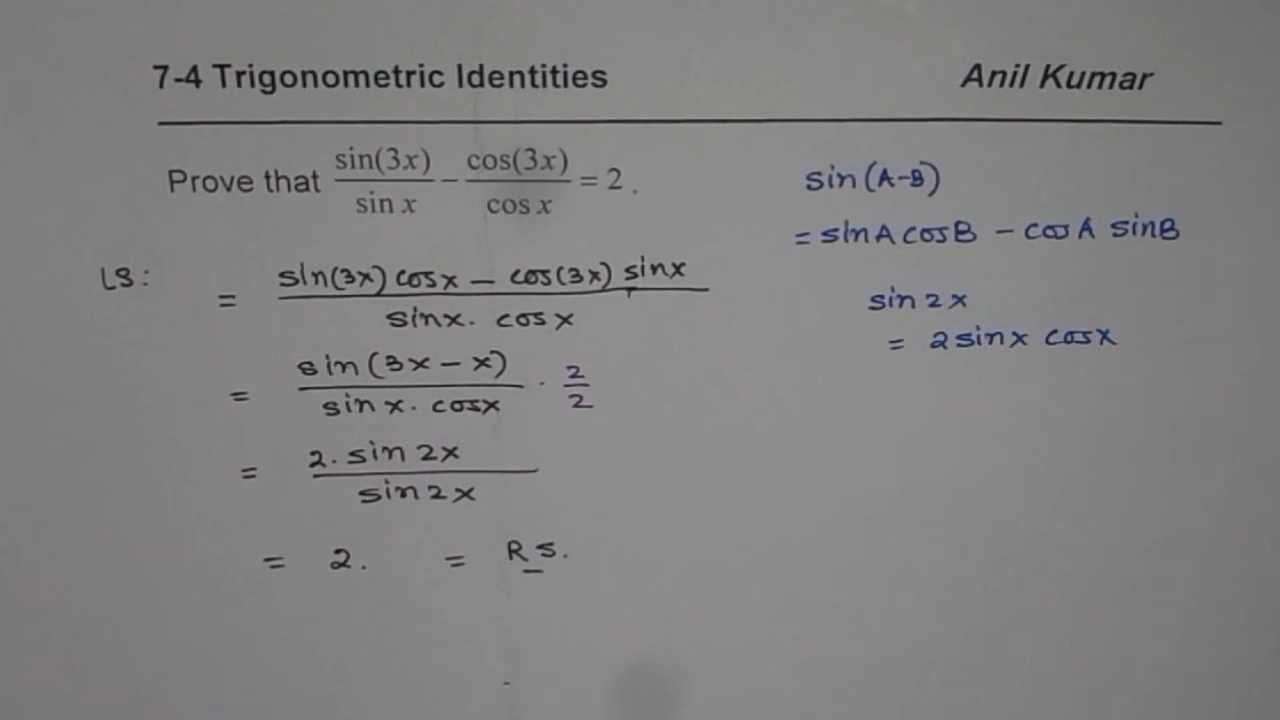 7-4 Trigonometric Identities Anil Kumar
Prove that sin(3x)/sin x − cos(3x)/cos x = 2.
LS: = sin(3x) cosx − cos(3x) sinx / sinx. cosx
= sin(3x − x) / sinx. cosx · 2/2
= 2. sin 2x / sin 2x
= 2. = RS.
sin(A-B)
= sinA cosB − cosA sinB
sin 2x
= 2 sinx cosx